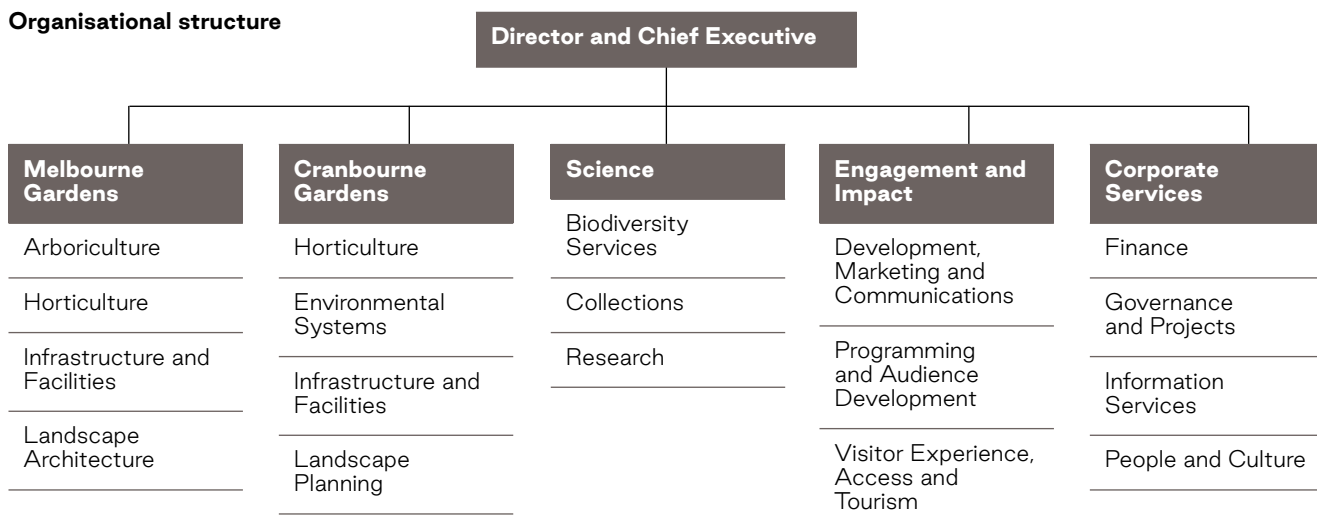 Organisational structure
Director and Chief Executive
Melbourne
Gardens
Arboriculture
Horticulture
Infrastructure and
Facilities
Landscape
Architecture
Cranbourne
Gardens
Horticulture
Environmental
Systems
Infrastructure and
Facilities
Landscape
Planning
Science
Biodiversity
Services
Collections
Research
Engagement and
Impact
Development,
Marketing and
Communications
Programming
and Audience
Development
Visitor Experience,
Access and
Tourism
Corporate
Services
Finance
Governance
and Projects
Information
Services
People and Culture